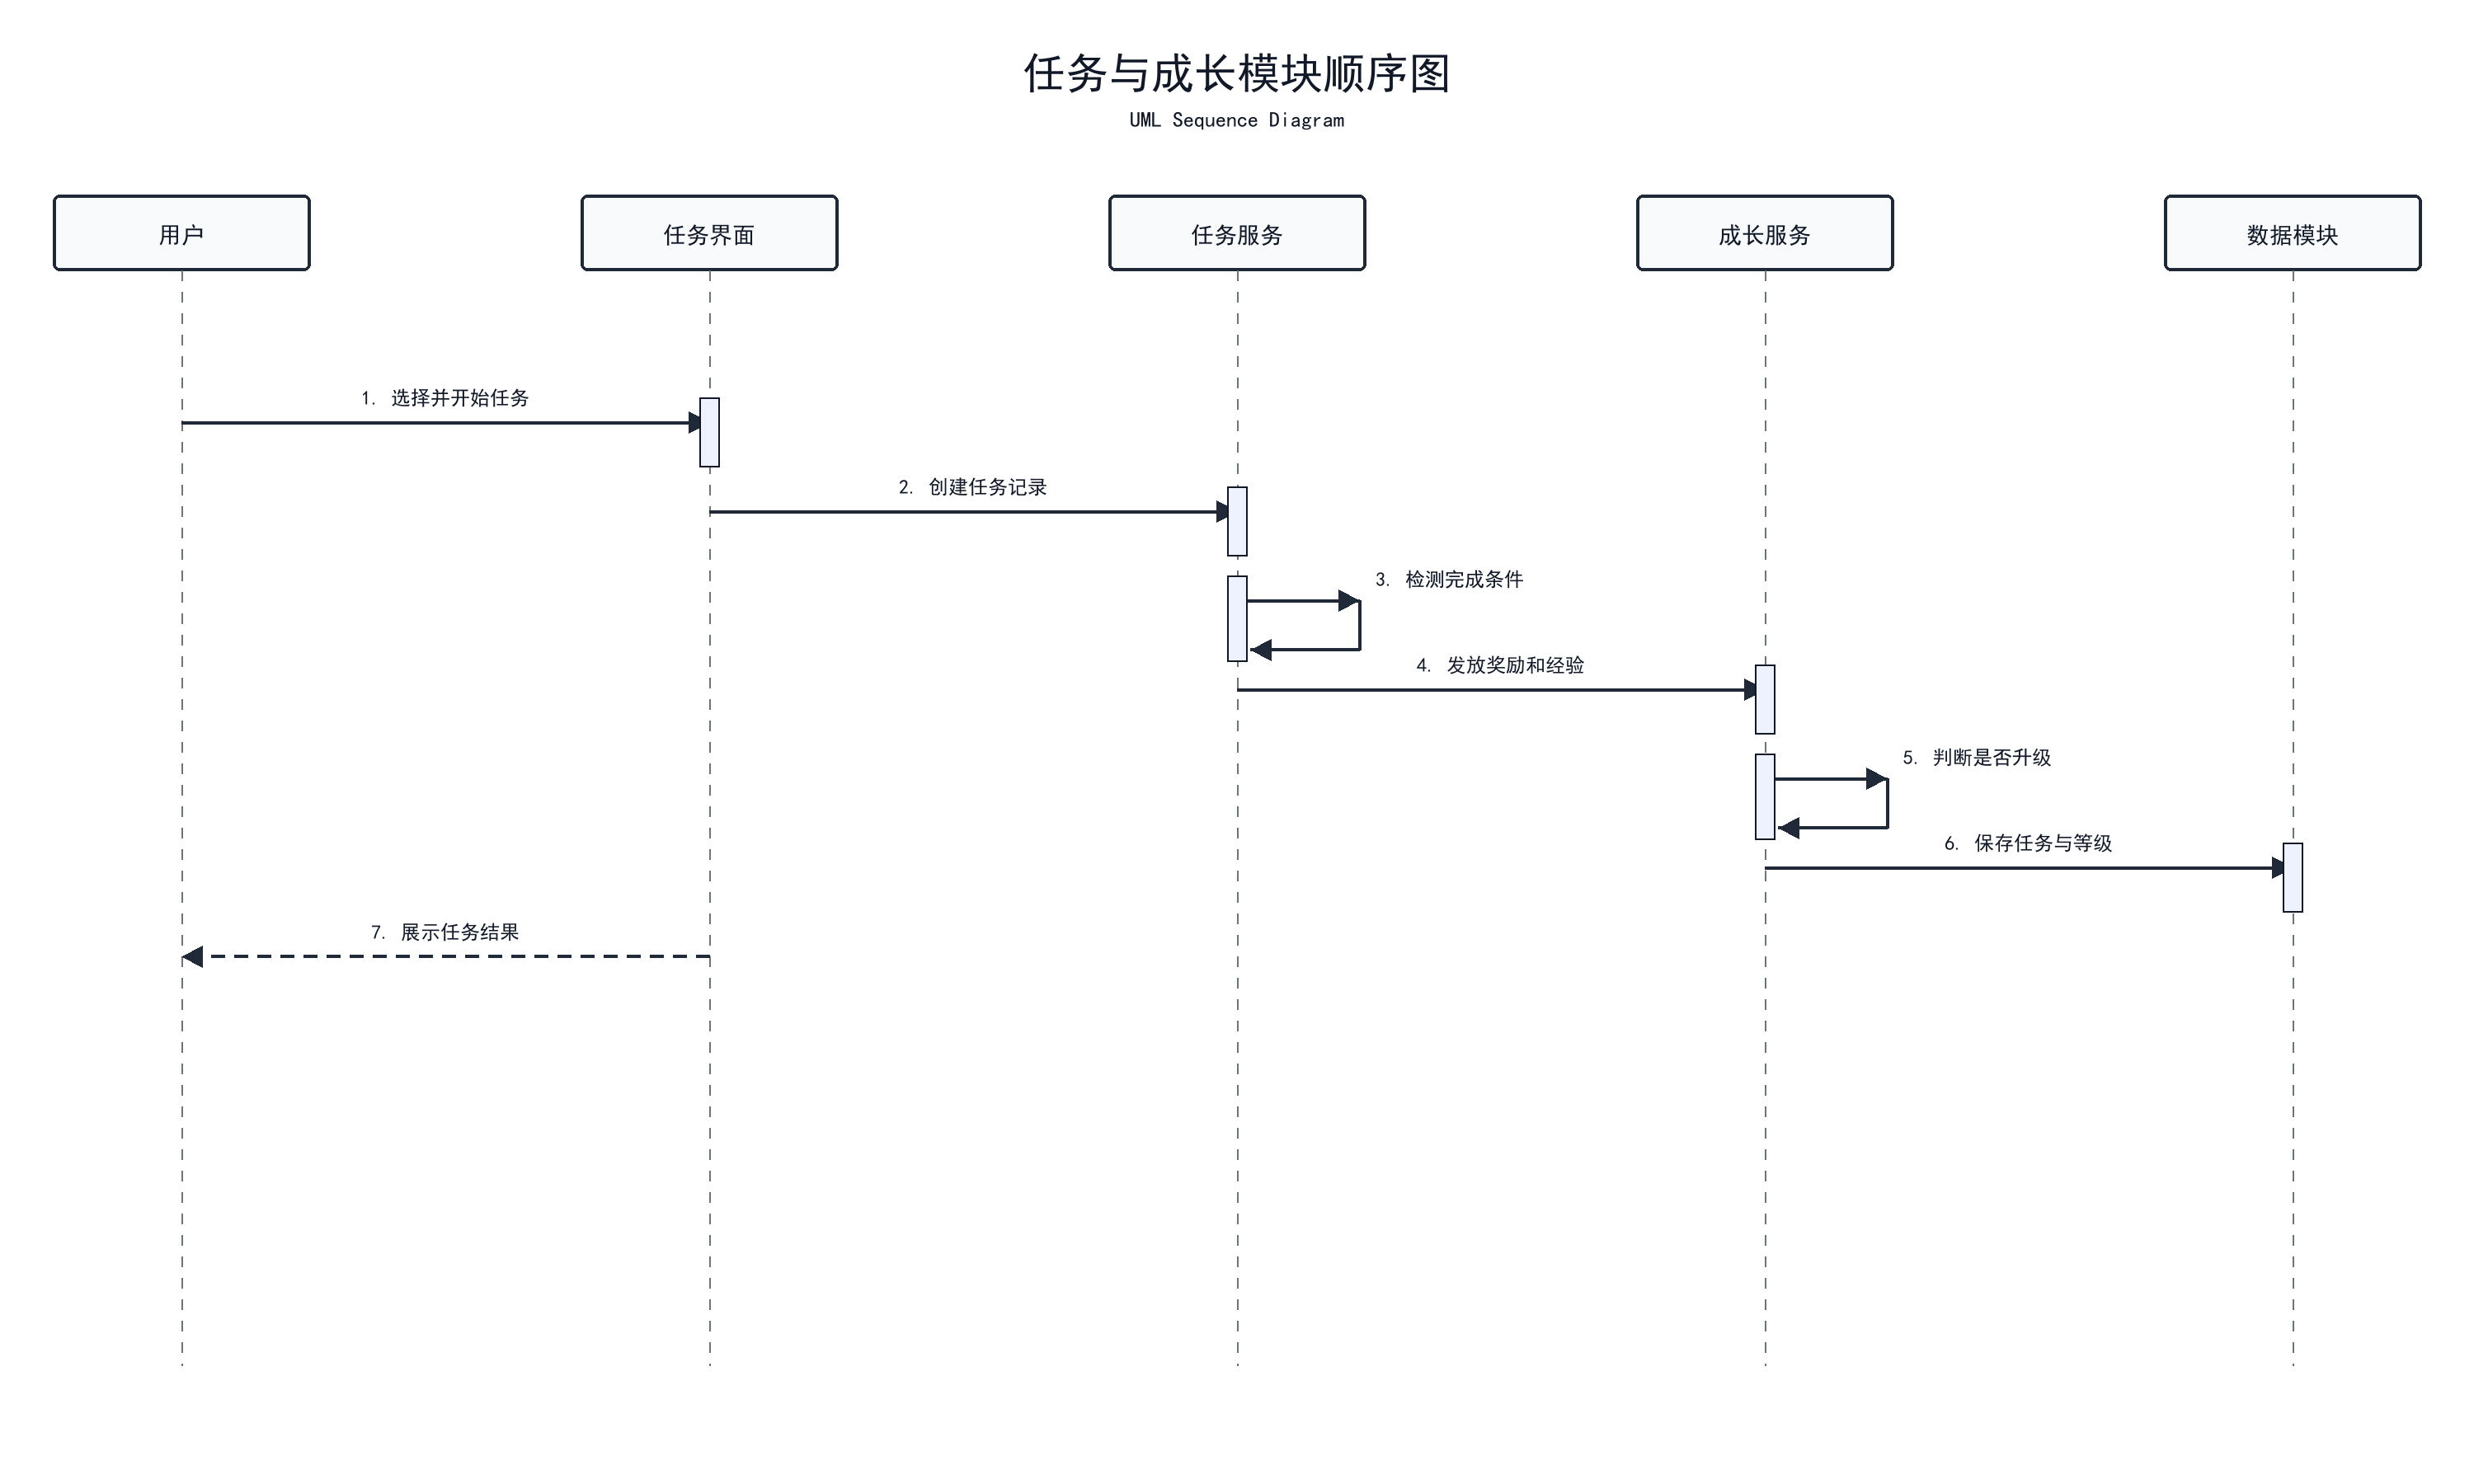 任务与成长模块顺序图
UML Sequence Diagram
用户
任务界面
任务服务
成长服务
数据模块
1. 选择并开始任务
2. 创建任务记录
3. 检测完成条件
4. 发放奖励和经验
5. 判断是否升级
6. 保存任务与等级
7. 展示任务结果